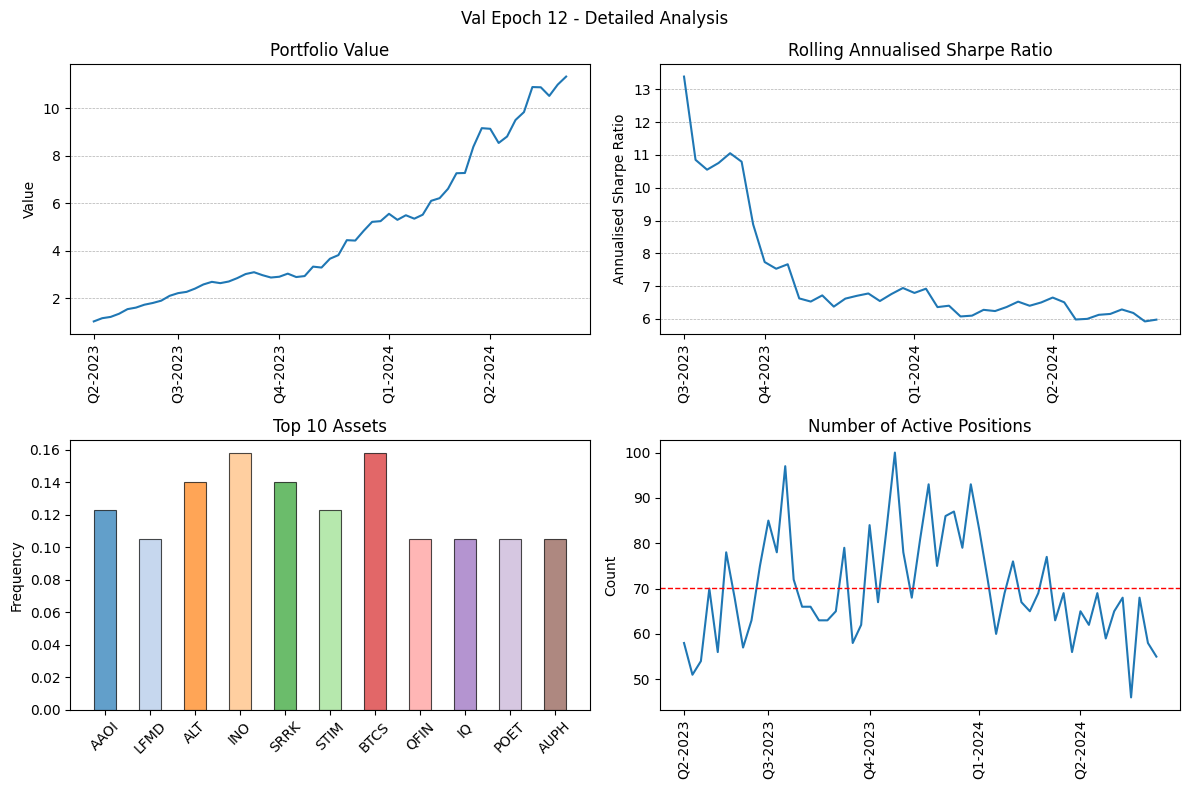 Val Epoch 12 - Detailed Analysis
Portfolio Value
Value
10
8
6
4
2
Q2-2023
Q3-2023
Q4-2023
Q1-2024
Q2-2024
Rolling Annualised Sharpe Ratio
Annualised Sharpe Ratio
13
12
11
10
9
8
7
6
Q3-2023
Q4-2023
Q1-2024
Q2-2024
Top 10 Assets
Frequency
0.16
0.14
0.12
0.10
0.08
0.06
0.04
0.02
0.00
AAOI
LFMD
ALT
INO
SRRK
STIM
BTCS
QFIN
IQ
POET
AUPH
Number of Active Positions
Count
100
90
80
70
60
50
Q2-2023
Q3-2023
Q4-2023
Q1-2024
Q2-2024